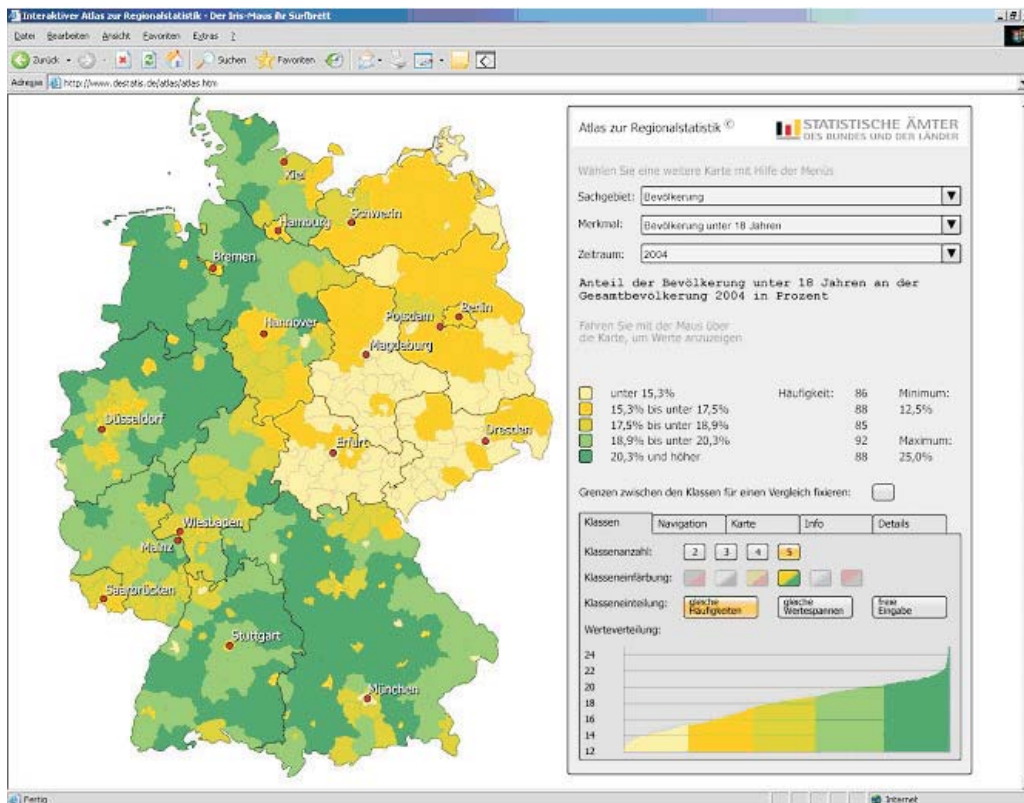 Interaktiver Atlas zur Regionalstatistik - Der Iris-Maus ihr Surfbrett
Datei Bearbeiten Ansicht Favoriten Extras ?
Zurück Suchen Favoriten
Adresse http://www.destatis.de/atlas/atlas.htm
Kiel
Hamburg
Schwerin
Bremen
Hannover
Potsdam
Berlin
Magdeburg
Düsseldorf
Erfurt
Dresden
Wiesbaden
Mainz
Saarbrücken
Stuttgart
München
Atlas zur Regionalstatistik ©
STATISTISCHE ÄMTER
DES BUNDES UND DER LÄNDER
Wählen Sie eine weitere Karte mit Hilfe der Menüs
Sachgebiet: Bevölkerung
Merkmal: Bevölkerung unter 18 Jahren
Zeitraum: 2004
Anteil der Bevölkerung unter 18 Jahren an der
Gesamtbevölkerung 2004 in Prozent
Fahren Sie mit der Maus über
die Karte, um Werte anzuzeigen
unter 15,3% Häufigkeit: 86 Minimum:
15,3% bis unter 17,5% 88 12,5%
17,5% bis unter 18,9% 85
18,9% bis unter 20,3% 92 Maximum:
20,3% und höher 88 25,0%
Grenzen zwischen den Klassen für einen Vergleich fixieren:
Klassen Navigation Karte Info Details
Klassenanzahl: 2 3 4 5
Klasseneinfärbung:
Klasseneinteilung: gleiche Häufigkeiten gleiche Wertespannen freie Eingabe
Werteverteilung:
24
22
20
18
16
14
12
Fertig Internet